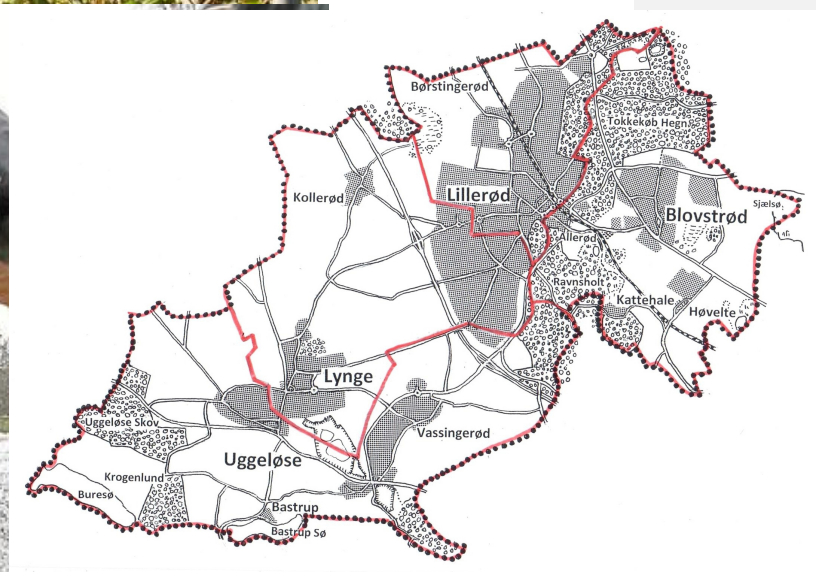 Børstingerød
Tokkekøb Hegn
Kollerød
Lillerød
Blovstrød
Sjælsø
Allerød
Ravnsholt
Kattehale
Høvelte
Lynge
Uggeløse Skov
Vassingerød
Uggeløse
Krogenlund
Buresø
Bastrup
Bastrup Sø